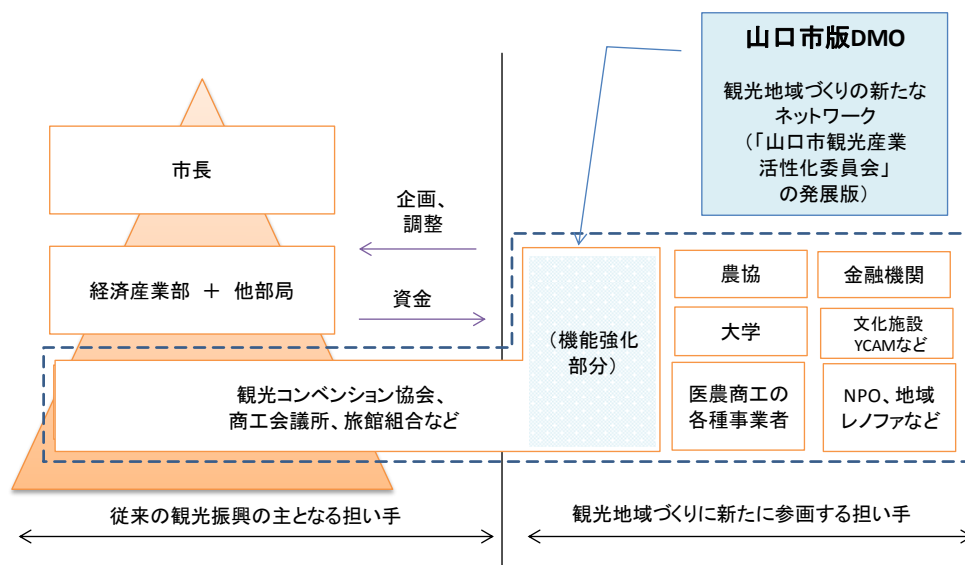 山口市版DMO
観光地域づくりの新たな
ネットワーク
（「山口市観光産業
活性化委員会」
の発展版）
市長
企画、
調整
経済産業部　＋　他部局
資金
観光コンベンション協会、
商工会議所、旅館組合など
（機能強化
部分）
農協
金融機関
大学
文化施設
YCAMなど
医農商工の
各種事業者
NPO、地域
レノファなど
従来の観光振興の主となる担い手
観光地域づくりに新たに参画する担い手